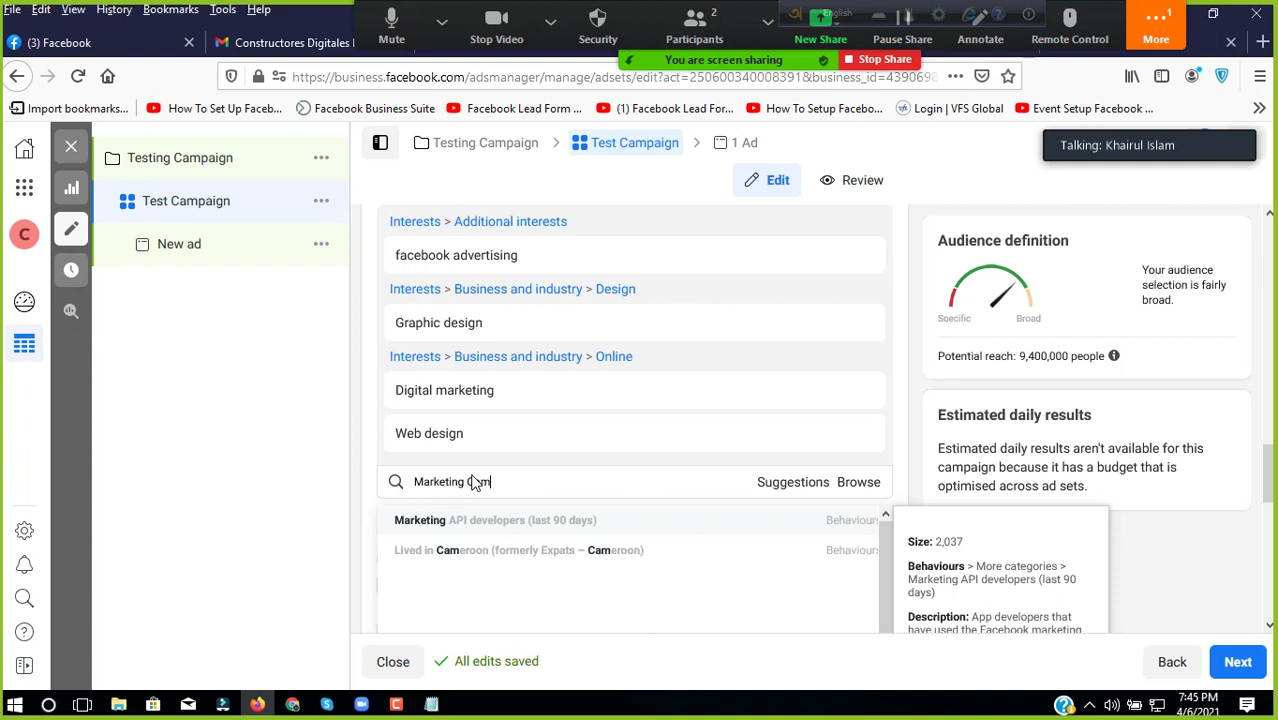 File Edit View History Bookmarks Tools Help
Mute
Stop Video
Security
2
Participants
English
New Share
Pause Share
Annotate
Remote Control
1
More
You are screen sharing
Stop Share
(3) Facebook
Constructores Digitales
https://business.facebook.com/adsmanager/manage/adsets/edit?act=250600340008391&business_id=439069
Import bookmarks...
How To Set Up Faceb...
Facebook Business Suite
Facebook Lead Form ...
(1) Facebook Lead For...
How To Setup Facebo...
Login | VFS Global
Event Setup Facebook ...
Testing Campaign
Test Campaign
New ad
C
Testing Campaign > Test Campaign > 1 Ad
Talking: Khairul Islam
Edit
Review
Interests > Additional interests
facebook advertising
Interests > Business and industry > Design
Graphic design
Interests > Business and industry > Online
Digital marketing
Web design
Marketing
Suggestions
Browse
Marketing API developers (last 90 days)
Behaviours
Lived in Cameroon (formerly Expats – Cameroon)
Behaviours
Size: 2,037
Behaviours > More categories >
Marketing API developers (last 90
days)
Description: App developers that
have used the Facebook marketing
Audience definition
Your audience
selection is fairly
broad.
Specific
Broad
Potential reach: 9,400,000 people
Estimated daily results
Estimated daily results aren't available for this
campaign because it has a budget that is
optimised across ad sets.
Close
All edits saved
Back
Next
7:45 PM
4/6/2021